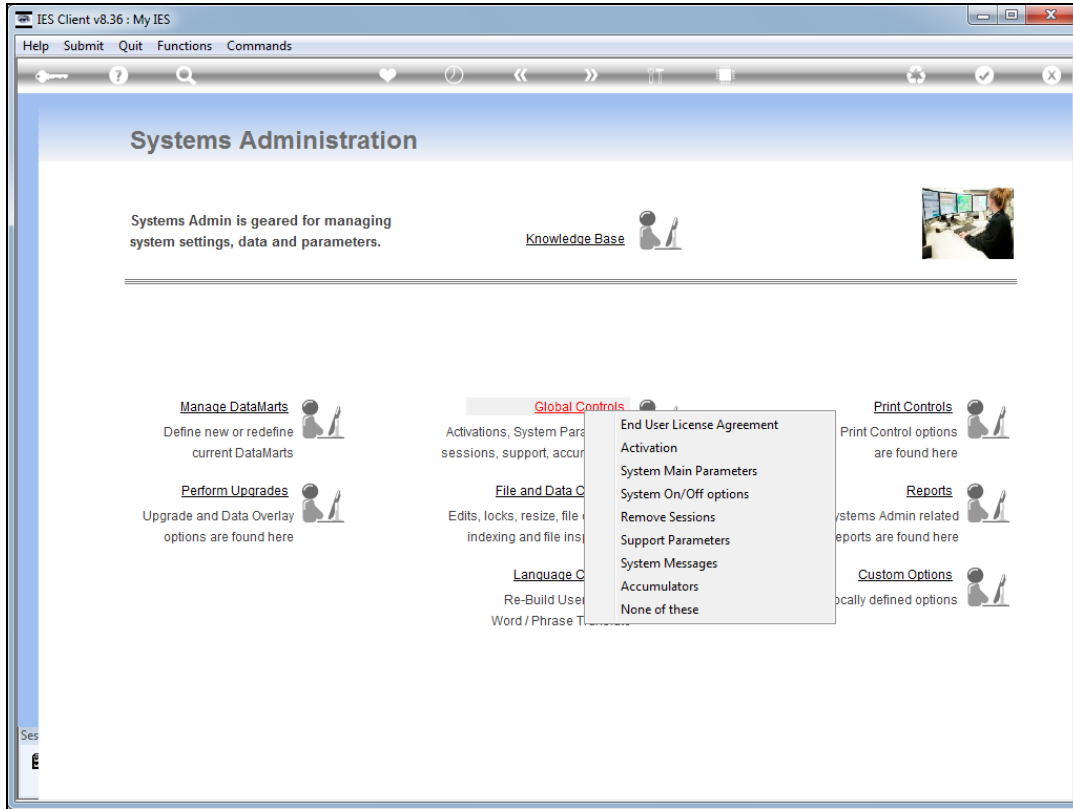 IES Client v8.36 : My IES
Help Submit Quit Functions Commands
Systems Administration
Systems Admin is geared for managing
system settings, data and parameters.
Knowledge Base
Manage DataMarts
Define new or redefine
current DataMarts
Perform Upgrades
Upgrade and Data Overlay
options are found here
Global Controls
Activations, System Para
sessions, support, accur
File and Data C
Edits, locks, resize, file
indexing and file ins
Language C
Re-Build User
Word / Phrase
End User License Agreement
Activation
System Main Parameters
System On/Off options
Remove Sessions
Support Parameters
System Messages
Accumulators
None of these
Print Controls
Print Control options
are found here
Reports
ystems Admin related
eports are found here
Custom Options
ocally defined options
Ses